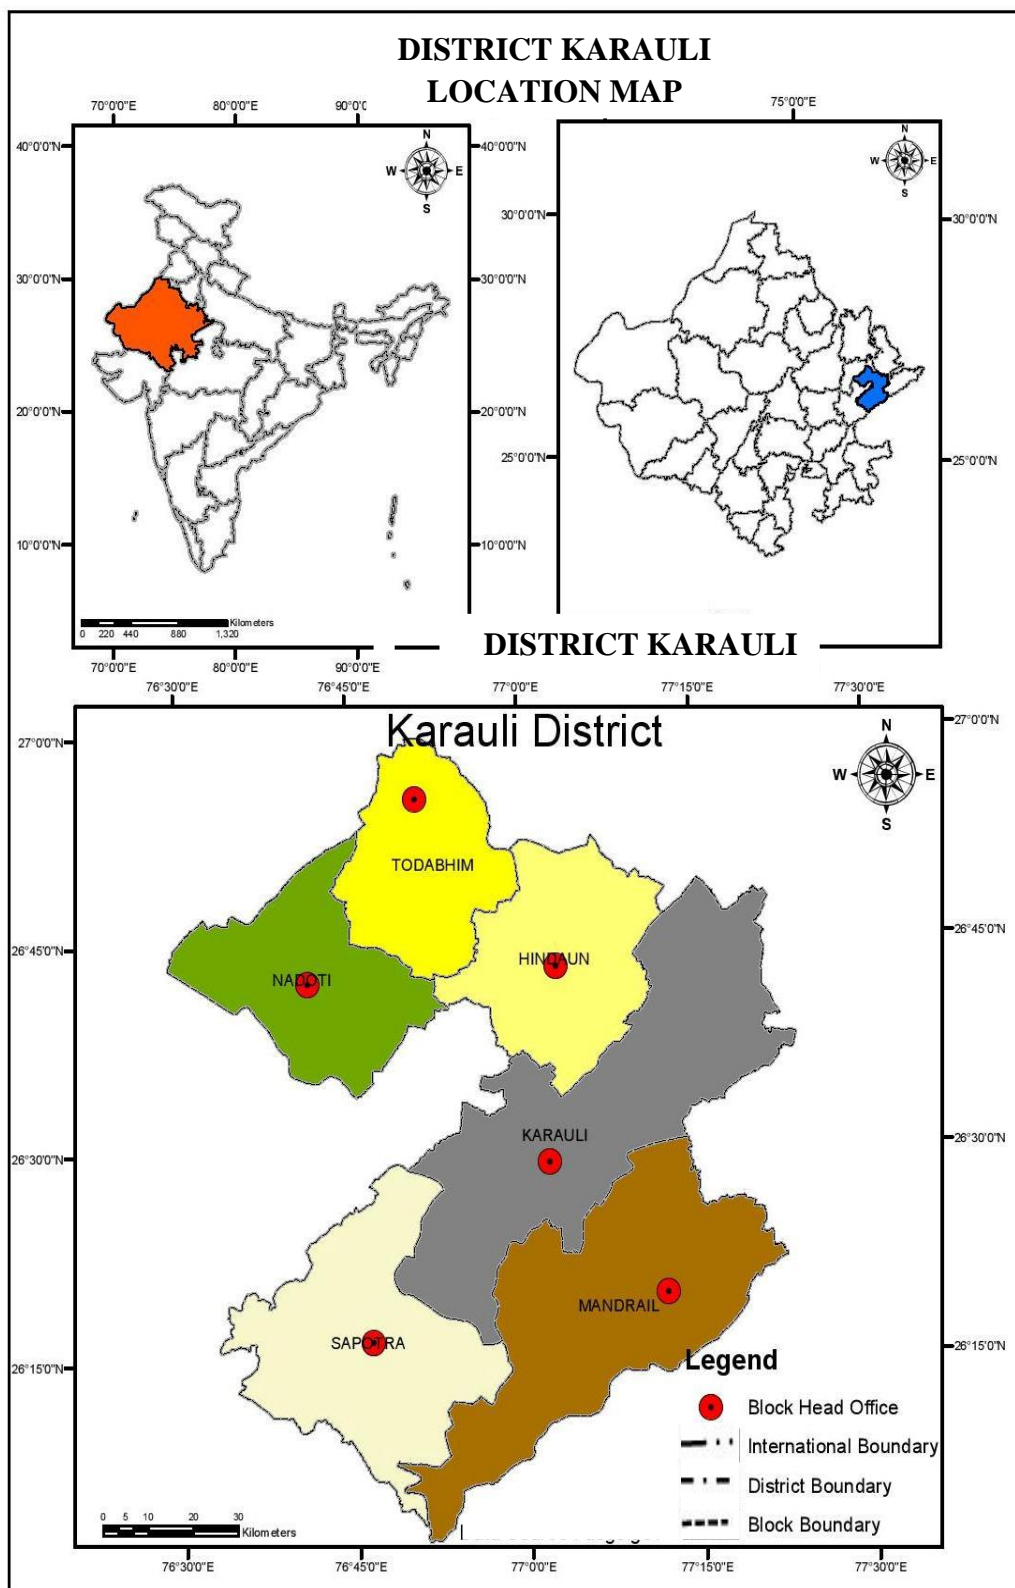 DISTRICT KARAULI
LOCATION MAP
70°0'0"E 80°0'0"E 90°0'
75°0'0"E
40°0'0"N
40°0'0"N
N
W E
S
N
W E
S
30°0'0"N
30°0'0"N
30°0'0"N
30°0'0"N
20°0'0"N
20°0'0"N
25°0'0"N
25°0'0"N
10°0'0"N
10°0'0"N
Kilometers
0 220 440 880 1,320
70°0'0"E 80°0'0"E 90°0'0"E
DISTRICT KARAULI
76°30'0"E 76°45'0"E 77°0'0"E 77°15'0"E 77°30'0"E
Karauli District
27°0'0"N
27°0'0"N
N
W E
S
TODABHIM
26°45'0"N
26°45'0"N
HINDAUN
NADOTI
KARAULI
26°30'0"N
26°30'0"N
MANDRAIL
SAPOTRA
26°15'0"N
26°15'0"N
Legend
Block Head Office
International Boundary
District Boundary
Block Boundary
0 5 10 20 30
Kilometers
76°30'0"E 76°45'0"E 77°0'0"E 77°15'0"E 77°30'0"E